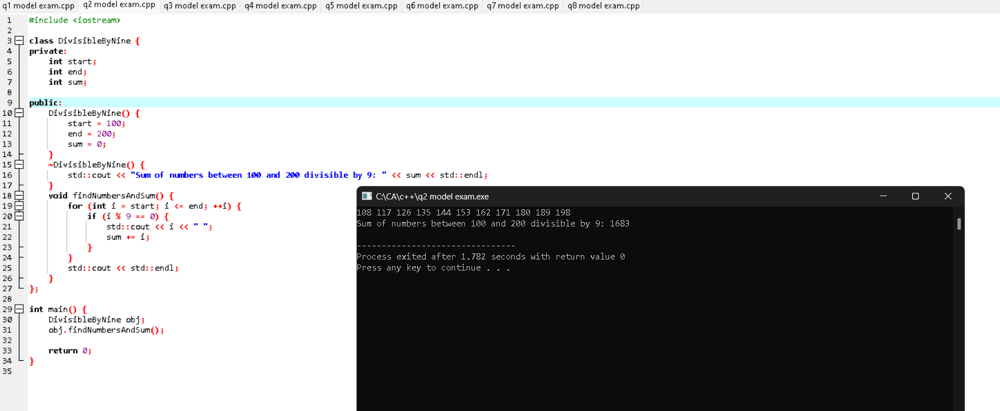 q1 model exam.cpp q2 model exam.cpp q3 model exam.cpp q4 model exam.cpp q5 model exam.cpp q6 model exam.cpp q7 model exam.cpp q8 model exam.cpp
1 #include <iostream>
2
3 class DivisibleByNine {
4 private:
5     int start;
6     int end;
7     int sum;
8
9 public:
10     DivisibleByNine() {
11         start = 100;
12         end = 200;
13         sum = 0;
14     }
15     ~DivisibleByNine() {
16         std::cout << "Sum of numbers between 100 and 200 divisible by 9: " << sum << std::endl;
17     }
18     void findNumbersAndSum() {
19         for (int i = start; i <= end; ++i) {
20             if (i % 9 == 0) {
21                 std::cout << i << " ";
22                 sum += i;
23             }
24         }
25         std::cout << std::endl;
26     }
27 };
28
29 int main() {
30     DivisibleByNine obj;
31     obj.findNumbersAndSum();
32
33     return 0;
34 }
35
C:\CA\c++\q2 model exam.exe
108 117 126 135 144 153 162 171 180 189 198
Sum of numbers between 100 and 200 divisible by 9: 1683
--------------------------------
Process exited after 1.782 seconds with return value 0
Press any key to continue . . .